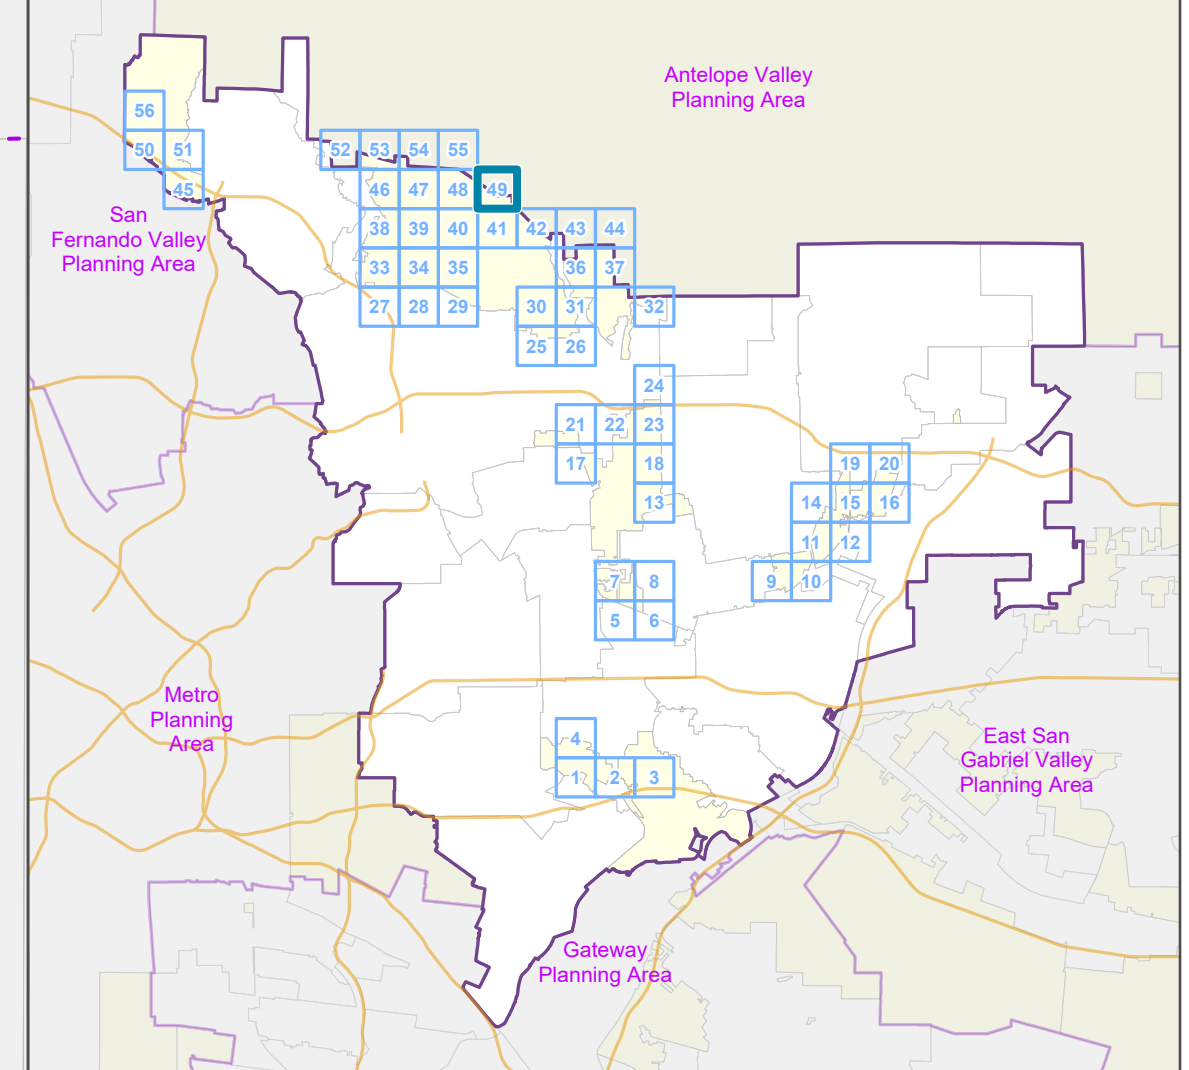 Antelope Valley
Planning Area
56
50 51
52 53 54 55
45
46 47 48 49
San
Fernando Valley
Planning Area
38 39 40 41 42 43 44
33 34 35 36 37
27 28 29 30 31 32
25 26
24
21 22 23
17 18 19 20
13 14 15 16
11 12
7 8 9 10
5 6
Metro
Planning
Area
4
East San
Gabriel Valley
Planning Area
1 2 3
Gateway
Planning Area